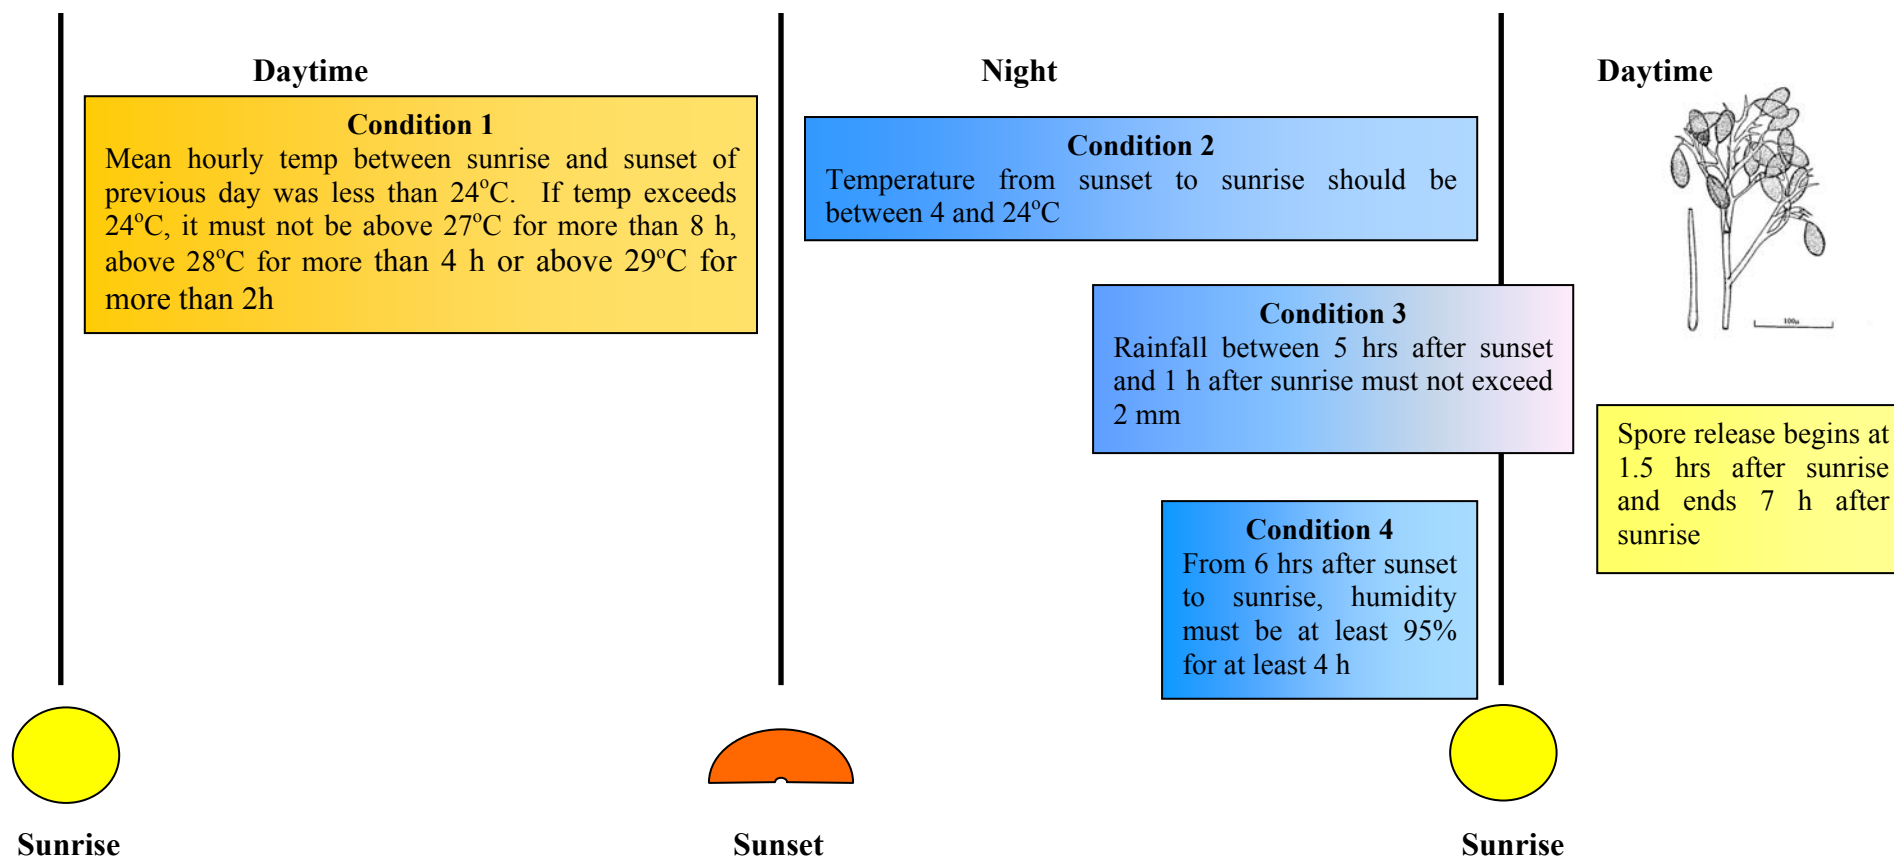 Daytime
Night
Daytime
Condition 1
Mean hourly temp between sunrise and sunset of
previous day was less than 24°C. If temp exceeds
24°C, it must not be above 27°C for more than 8 h,
above 28°C for more than 4 h or above 29°C for
more than 2h
Condition 2
Temperature from sunset to sunrise should be
between 4 and 24°C
Condition 3
Rainfall between 5 hrs after sunset
and 1 h after sunrise must not exceed
2 mm
Condition 4
From 6 hrs after sunset
to sunrise, humidity
must be at least 95%
for at least 4 h
100µ
Spore release begins at
1.5 hrs after sunrise
and ends 7 h after
sunrise
Sunrise
Sunset
Sunrise